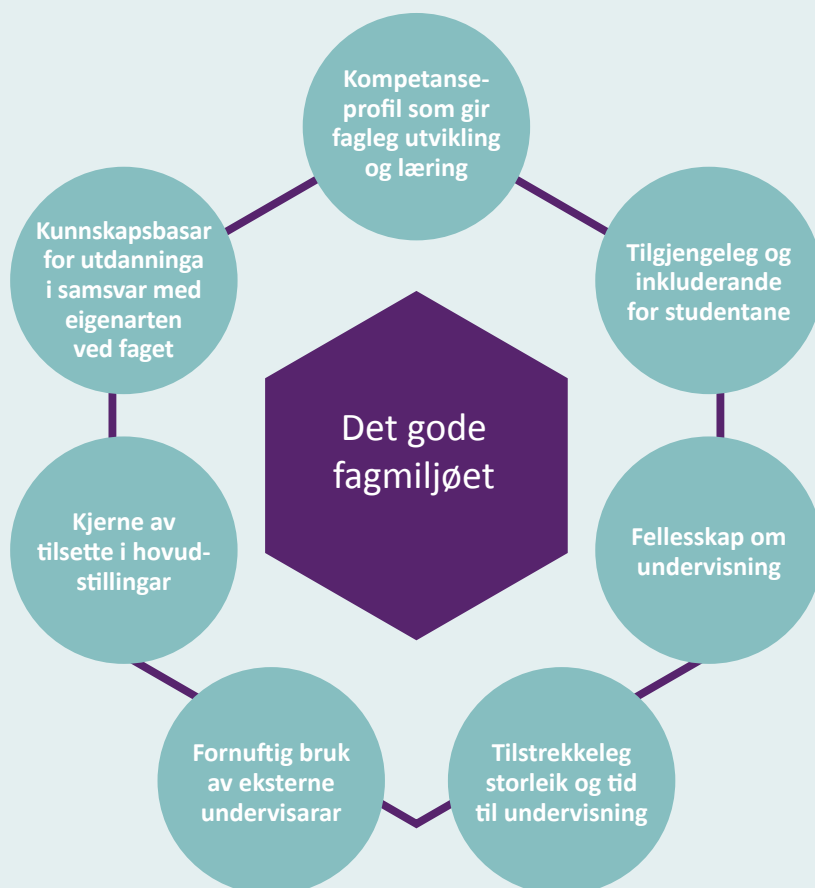 Kompetanse-
profil som gir
fagleg utvikling
og læring
Kunnskapsbasar
for utdanninga
i samsvar med
eigenarten
ved faget
Tilgjengeleg og
inkluderande
for studentane
Det gode
fagmiljøet
Kjerne av
tilsette i hovud-
stillingar
Fellesskap om
undervisning
Fornuftig bruk
av eksterne
undervisarar
Tilstrekkeleg
storleik og tid
til undervisning